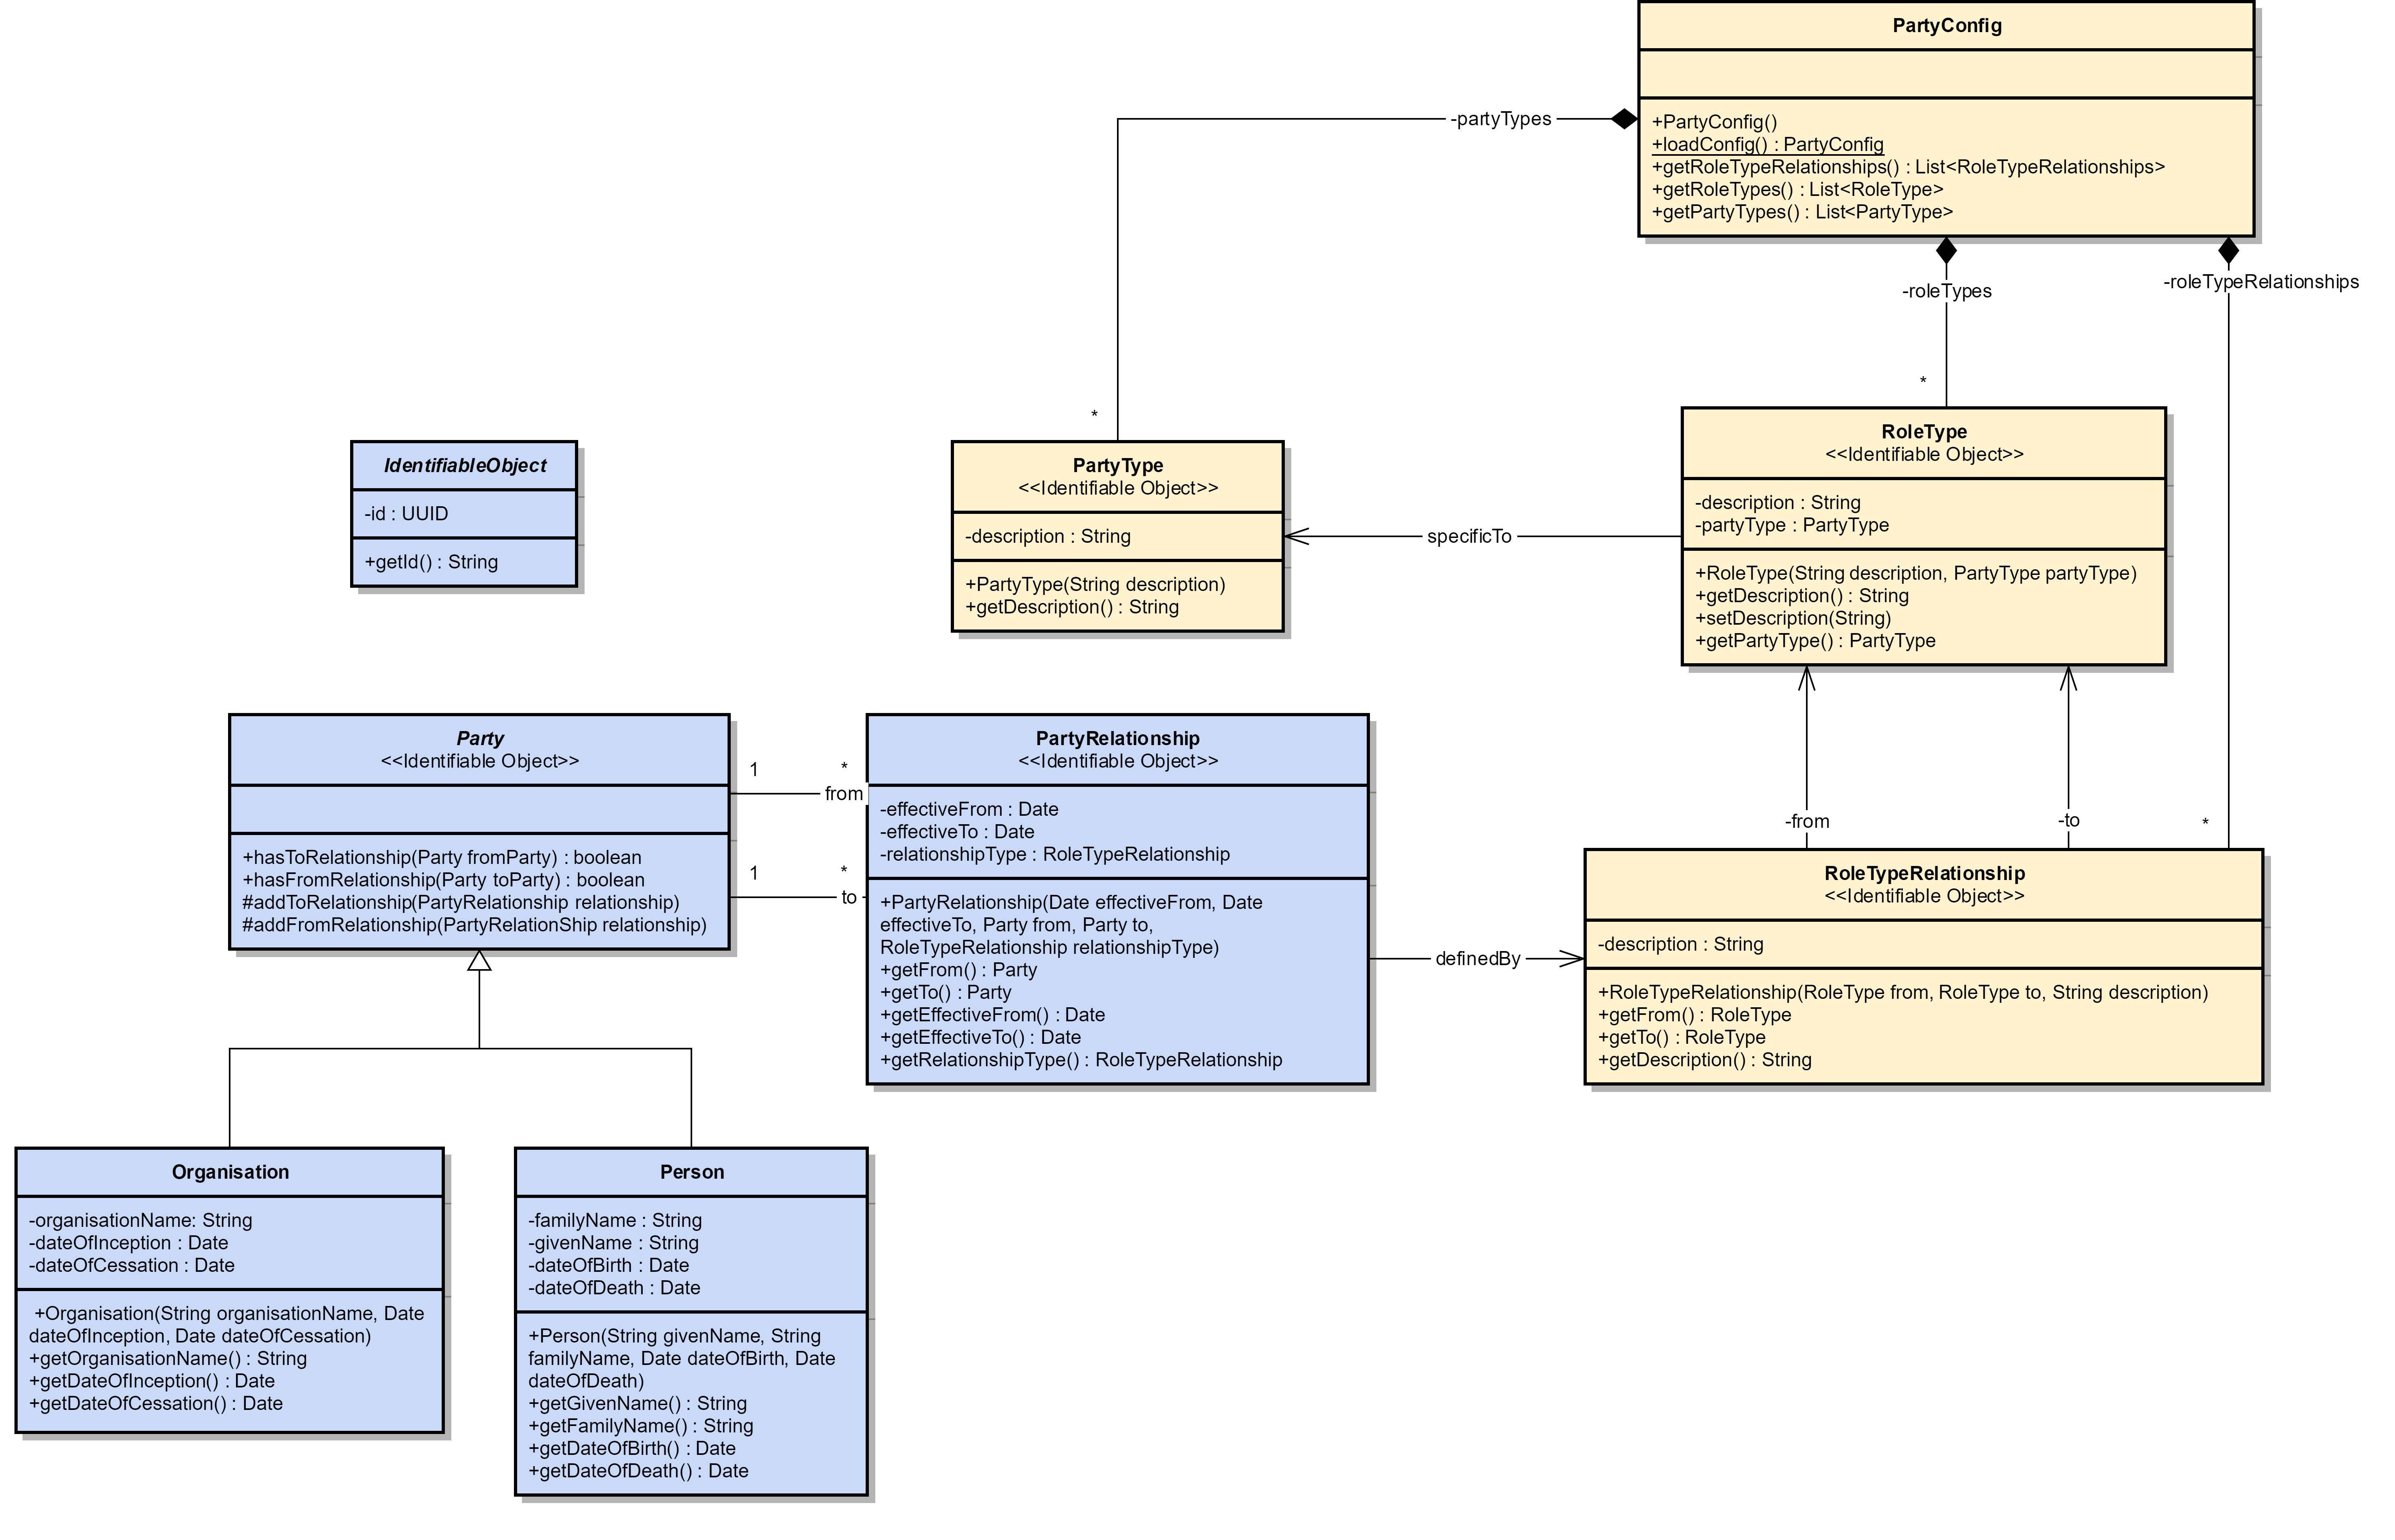 PartyConfig
+PartyConfig()
+loadConfig() : PartyConfig
+getRoleTypeRelationships() : List<RoleTypeRelationships>
+getRoleTypes() : List<RoleType>
+getPartyTypes() : List<PartyType>
-partyTypes
*
-roleTypes
*
-roleTypeRelationships
*
IdentifiableObject
-id : UUID
+getId() : String
PartyType
<<Identifiable Object>>
-description : String
+PartyType(String description)
+getDescription() : String
specificTo
RoleType
<<Identifiable Object>>
-description : String
-partyType : PartyType
+RoleType(String description, PartyType partyType)
+getDescription() : String
+setDescription(String)
+getPartyType() : PartyType
-from
-to
Party
<<Identifiable Object>>
+hasToRelationship(Party fromParty) : boolean
+hasFromRelationship(Party toParty) : boolean
#addToRelationship(PartyRelationship relationship)
#addFromRelationship(PartyRelationShip relationship)
1
*
from
1
*
to
PartyRelationship
<<Identifiable Object>>
-effectiveFrom : Date
-effectiveTo : Date
-relationshipType : RoleTypeRelationship
+PartyRelationship(Date effectiveFrom, Date
effectiveTo, Party from, Party to,
RoleTypeRelationship relationshipType)
+getFrom() : Party
+getTo() : Party
+getEffectiveFrom() : Date
+getEffectiveTo() : Date
+getRelationshipType() : RoleTypeRelationship
definedBy
RoleTypeRelationship
<<Identifiable Object>>
-description : String
+RoleTypeRelationship(RoleType from, RoleType to, String description)
+getFrom() : RoleType
+getTo() : RoleType
+getDescription() : String
Organisation
-organisationName: String
-dateOfInception : Date
-dateOfCessation : Date
+Organisation(String organisationName, Date
dateOfInception, Date dateOfCessation)
+getOrganisationName() : String
+getDateOfInception() : Date
+getDateOfCessation() : Date
Person
-familyName : String
-givenName : String
-dateOfBirth : Date
-dateOfDeath : Date
+Person(String givenName, String
familyName, Date dateOfBirth, Date
dateOfDeath)
+getGivenName() : String
+getFamilyName() : String
+getDateOfBirth() : Date
+getDateOfDeath() : Date